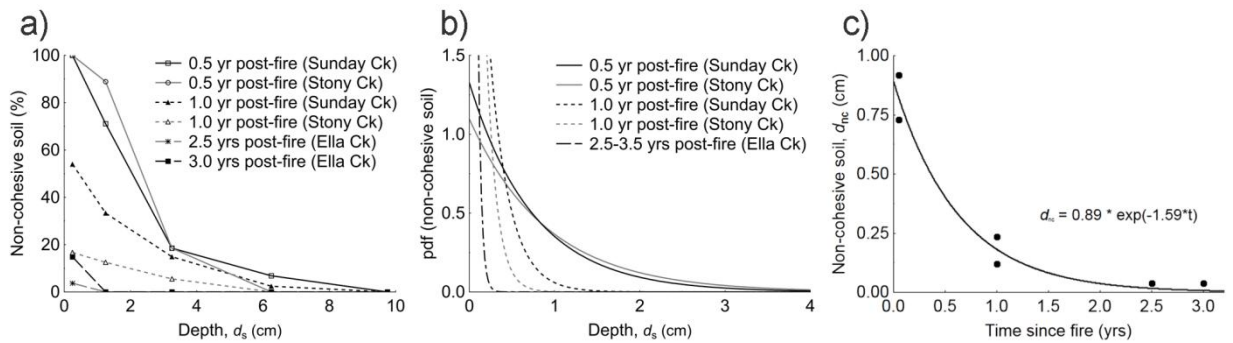 a)
100
80
60
40
20
0
0
2
4
6
8
10
Non-cohesive soil (%)
Depth, ds (cm)
0.5 yr post-fire (Sunday Ck)
0.5 yr post-fire (Stony Ck)
1.0 yr post-fire (Sunday Ck)
1.0 yr post-fire (Stony Ck)
2.5 yrs post-fire (Ella Ck)
3.0 yrs post-fire (Ella Ck)
b)
1.5
1.0
0.5
0.0
0
1
2
3
4
pdf (non-cohesive soil)
Depth, ds (cm)
0.5 yr post-fire (Sunday Ck)
0.5 yr post-fire (Stony Ck)
1.0 yr post-fire (Sunday Ck)
1.0 yr post-fire (Stony Ck)
2.5-3.5 yrs post-fire (Ella Ck)
c)
1.00
0.75
0.50
0.25
0.00
0.0
1.0
2.0
2.5
3.0
Non-cohesive soil, dnc (cm)
Time since fire (yrs)
dnc = 0.89 * exp(-1.59*t)